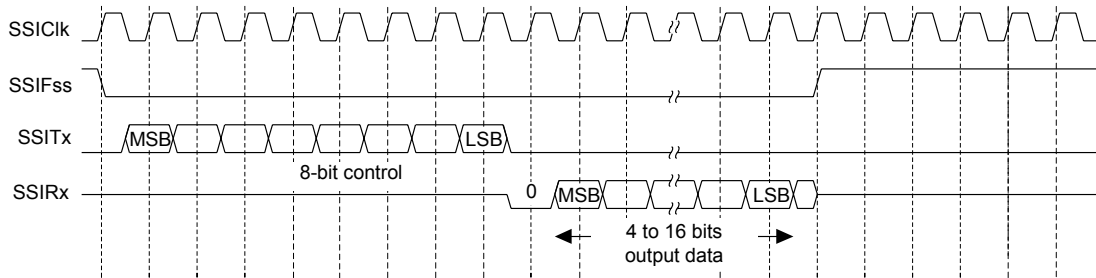 SSIClk
SSIFss
SSITx
MSB
LSB
8-bit control
SSIRx
0
MSB
LSB
4 to 16 bits
output data